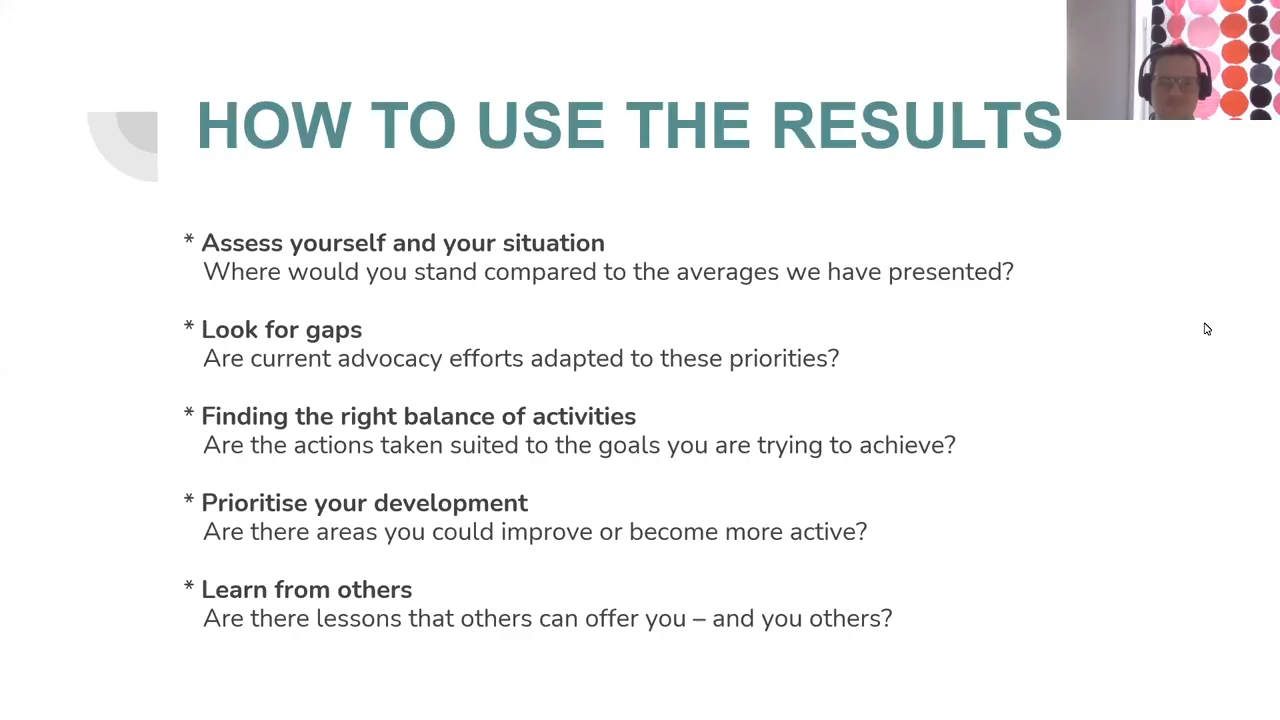 HOW TO USE THE RESULTS
* Assess yourself and your situation
Where would you stand compared to the averages we have presented?
* Look for gaps
Are current advocacy efforts adapted to these priorities?
* Finding the right balance of activities
Are the actions taken suited to the goals you are trying to achieve?
* Prioritise your development
Are there areas you could improve or become more active?
* Learn from others
Are there lessons that others can offer you – and you others?